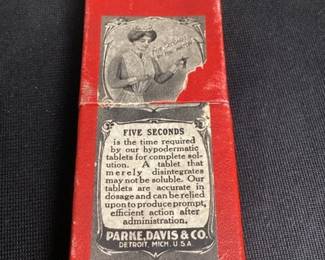 FIVE SECONDS
is the time required
by our hypodermatic
tablets for complete solu-
tion. A tablet that
merely disintegrates
may not be soluble. Our
tablets are accurate in
dosage and can be relied
upon to produce prompt,
efficient action after
administration.
PARKE, DAVIS & CO.
DETROIT, MICH. U.S.A